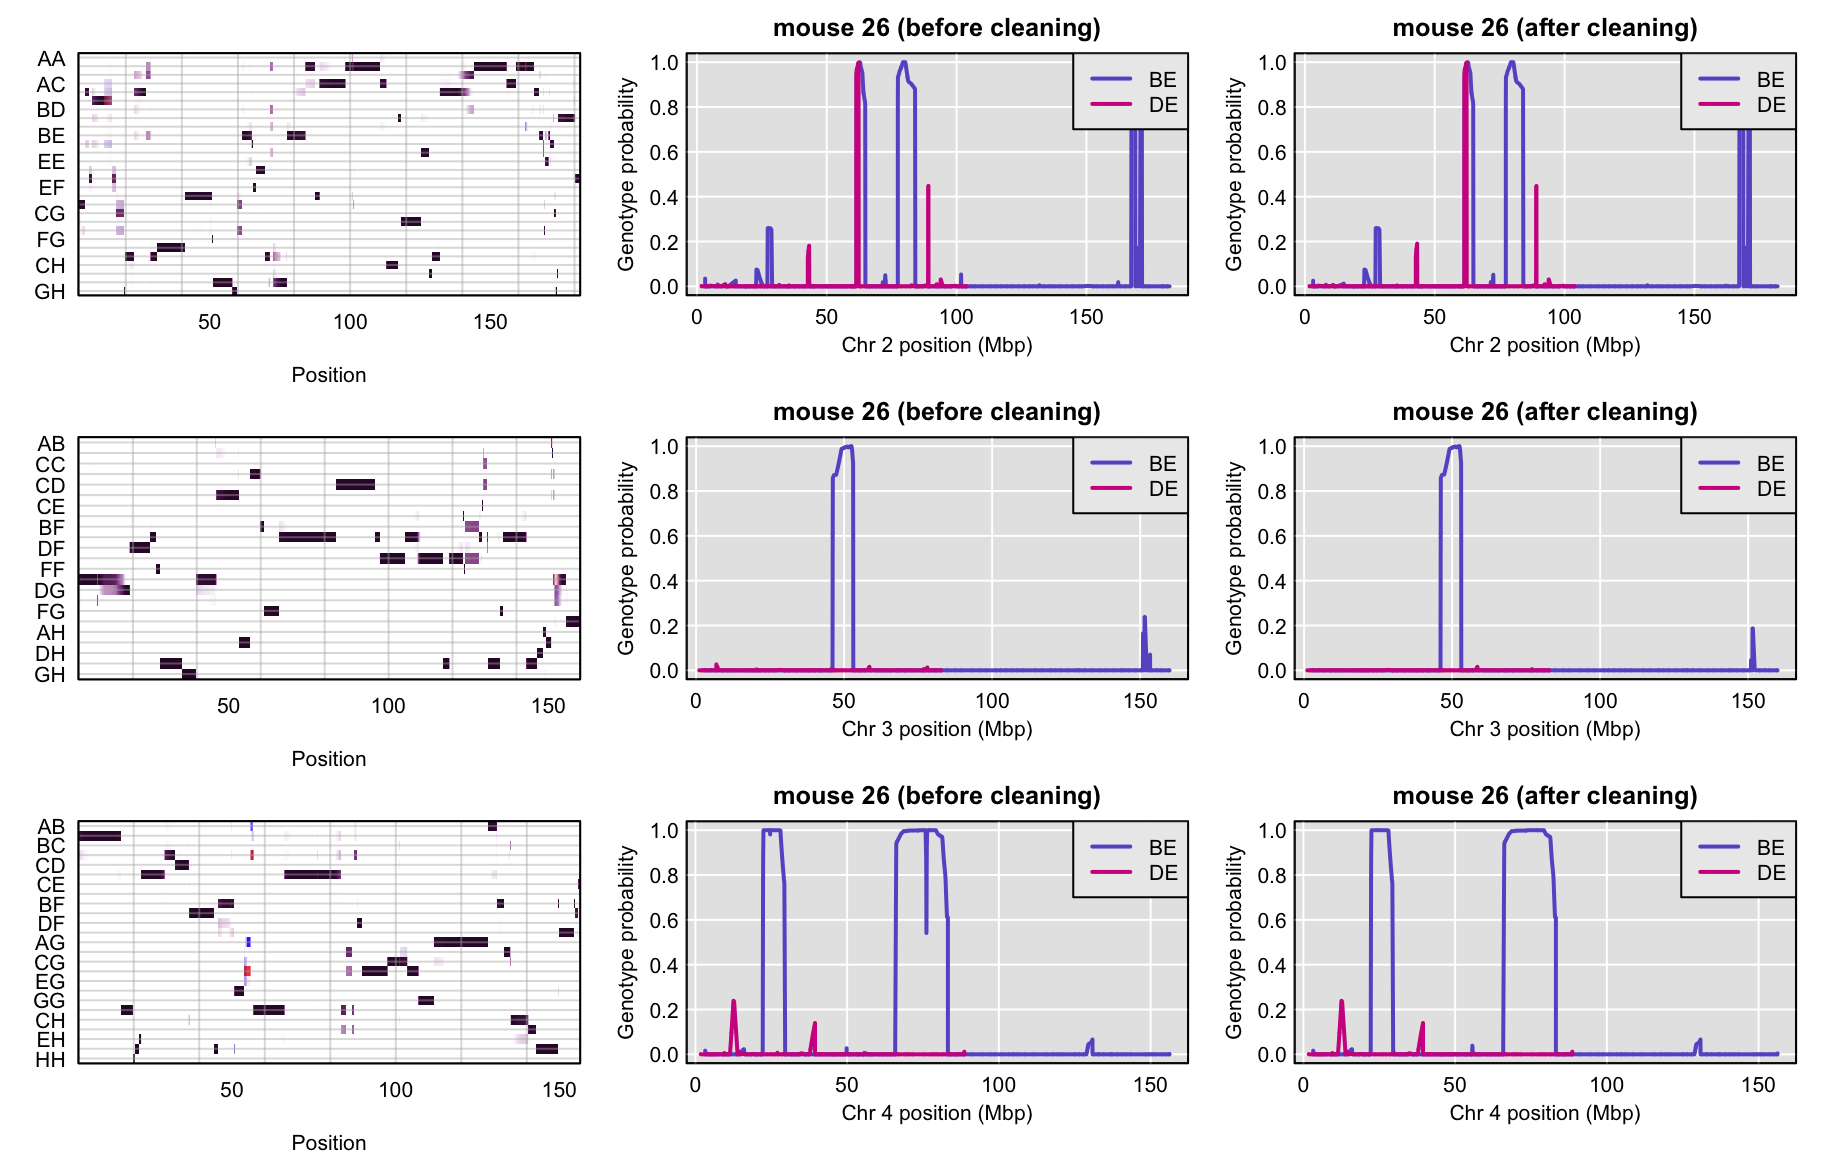 AA
AC
BD
BE
EE
EF
CG
FG
CH
GH
50 100 150
Position
mouse 26 (before cleaning)
Genotype probability
1.0
0.8
0.6
0.4
0.2
0.0
BE
DE
0 50 100 150
Chr 2 position (Mbp)
mouse 26 (after cleaning)
Genotype probability
1.0
0.8
0.6
0.4
0.2
0.0
BE
DE
0 50 100 150
Chr 2 position (Mbp)
AB
CC
CD
CE
BF
DF
FF
DG
FG
AH
DH
GH
50 100 150
Position
mouse 26 (before cleaning)
Genotype probability
1.0
0.8
0.6
0.4
0.2
0.0
BE
DE
0 50 100 150
Chr 3 position (Mbp)
mouse 26 (after cleaning)
Genotype probability
1.0
0.8
0.6
0.4
0.2
0.0
BE
DE
0 50 100 150
Chr 3 position (Mbp)
AB
BC
CD
CE
BF
DF
AG
CG
EG
GG
CH
EH
HH
50 100 150
Position
mouse 26 (before cleaning)
Genotype probability
1.0
0.8
0.6
0.4
0.2
0.0
BE
DE
0 50 100 150
Chr 4 position (Mbp)
mouse 26 (after cleaning)
Genotype probability
1.0
0.8
0.6
0.4
0.2
0.0
BE
DE
0 50 100 150
Chr 4 position (Mbp)